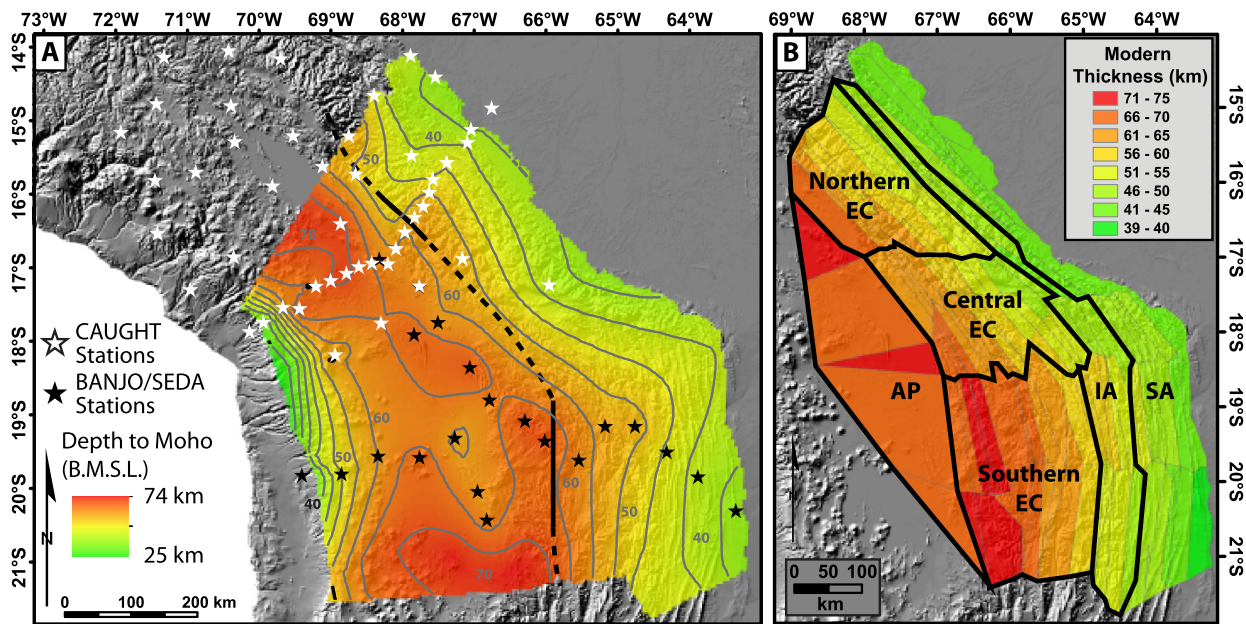 73°W 72°W 71°W 70°W 69°W 68°W 67°W 66°W 65°W 64°W
A
14°S
15°S
16°S
17°S
18°S
19°S
20°S
21°S
40
50
70
60
60
50
40
60
50
40
70
CAUGHT
Stations
BANJO/SEDA
Stations
Depth to Moho
(B.M.S.L.)
74 km
25 km
N
0 100 200 km
69°W 68°W 67°W 66°W 65°W 64°W
B
Modern
Thickness (km)
71 - 75
66 - 70
61 - 65
56 - 60
51 - 55
46 - 50
41 - 45
39 - 40
15°S
16°S
17°S
18°S
19°S
20°S
21°S
Northern
EC
Central
EC
AP
IA
SA
Southern
EC
0 50 100
km